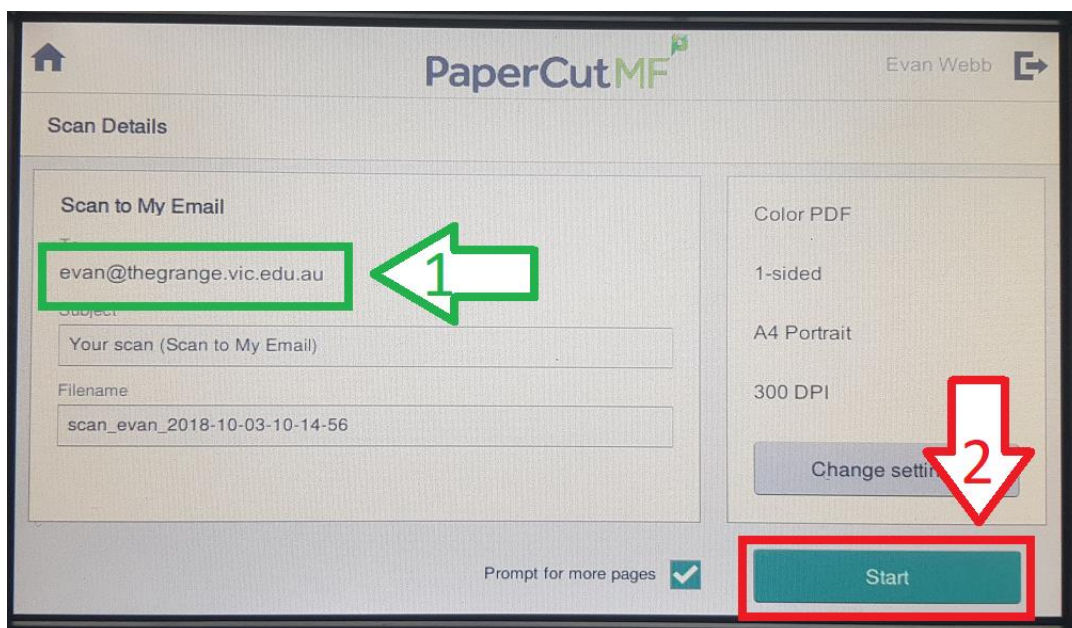 PaperCutMF
Evan Webb
Scan Details
Scan to My Email
evan@thegrange.vic.edu.au
1
Subject
Your scan (Scan to My Email)
Filename
scan_evan_2018-10-03-10-14-56
Color PDF
1-sided
A4 Portrait
300 DPI
Change
2
Prompt for more pages
Start